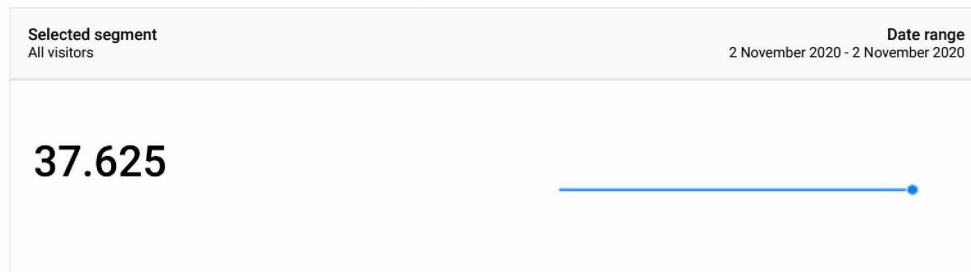 Selected segment
All visitors
Date range
2 November 2020 - 2 November 2020
37.625